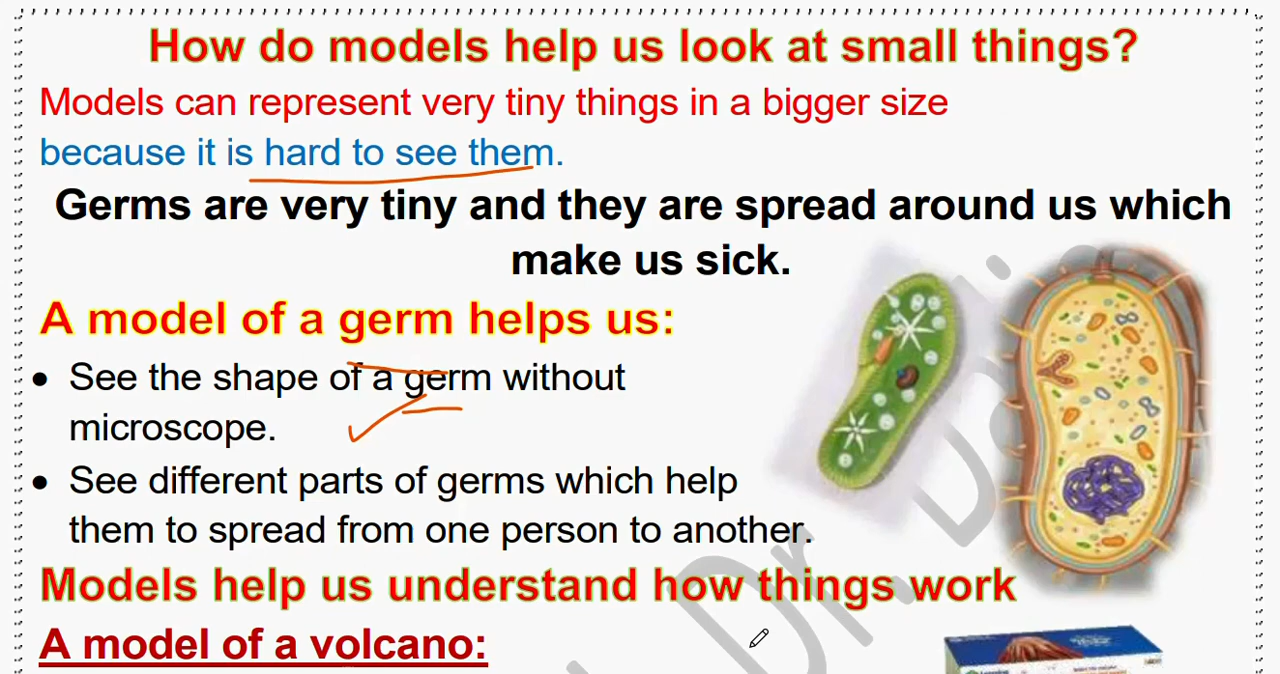 How do models help us look at small things?
Models can represent very tiny things in a bigger size
because it is hard to see them.
Germs are very tiny and they are spread around us which
make us sick.
A model of a germ helps us:
• See the shape of a germ without
microscope.
• See different parts of germs which help
them to spread from one person to another.
Models help us understand how things work
A model of a volcano: